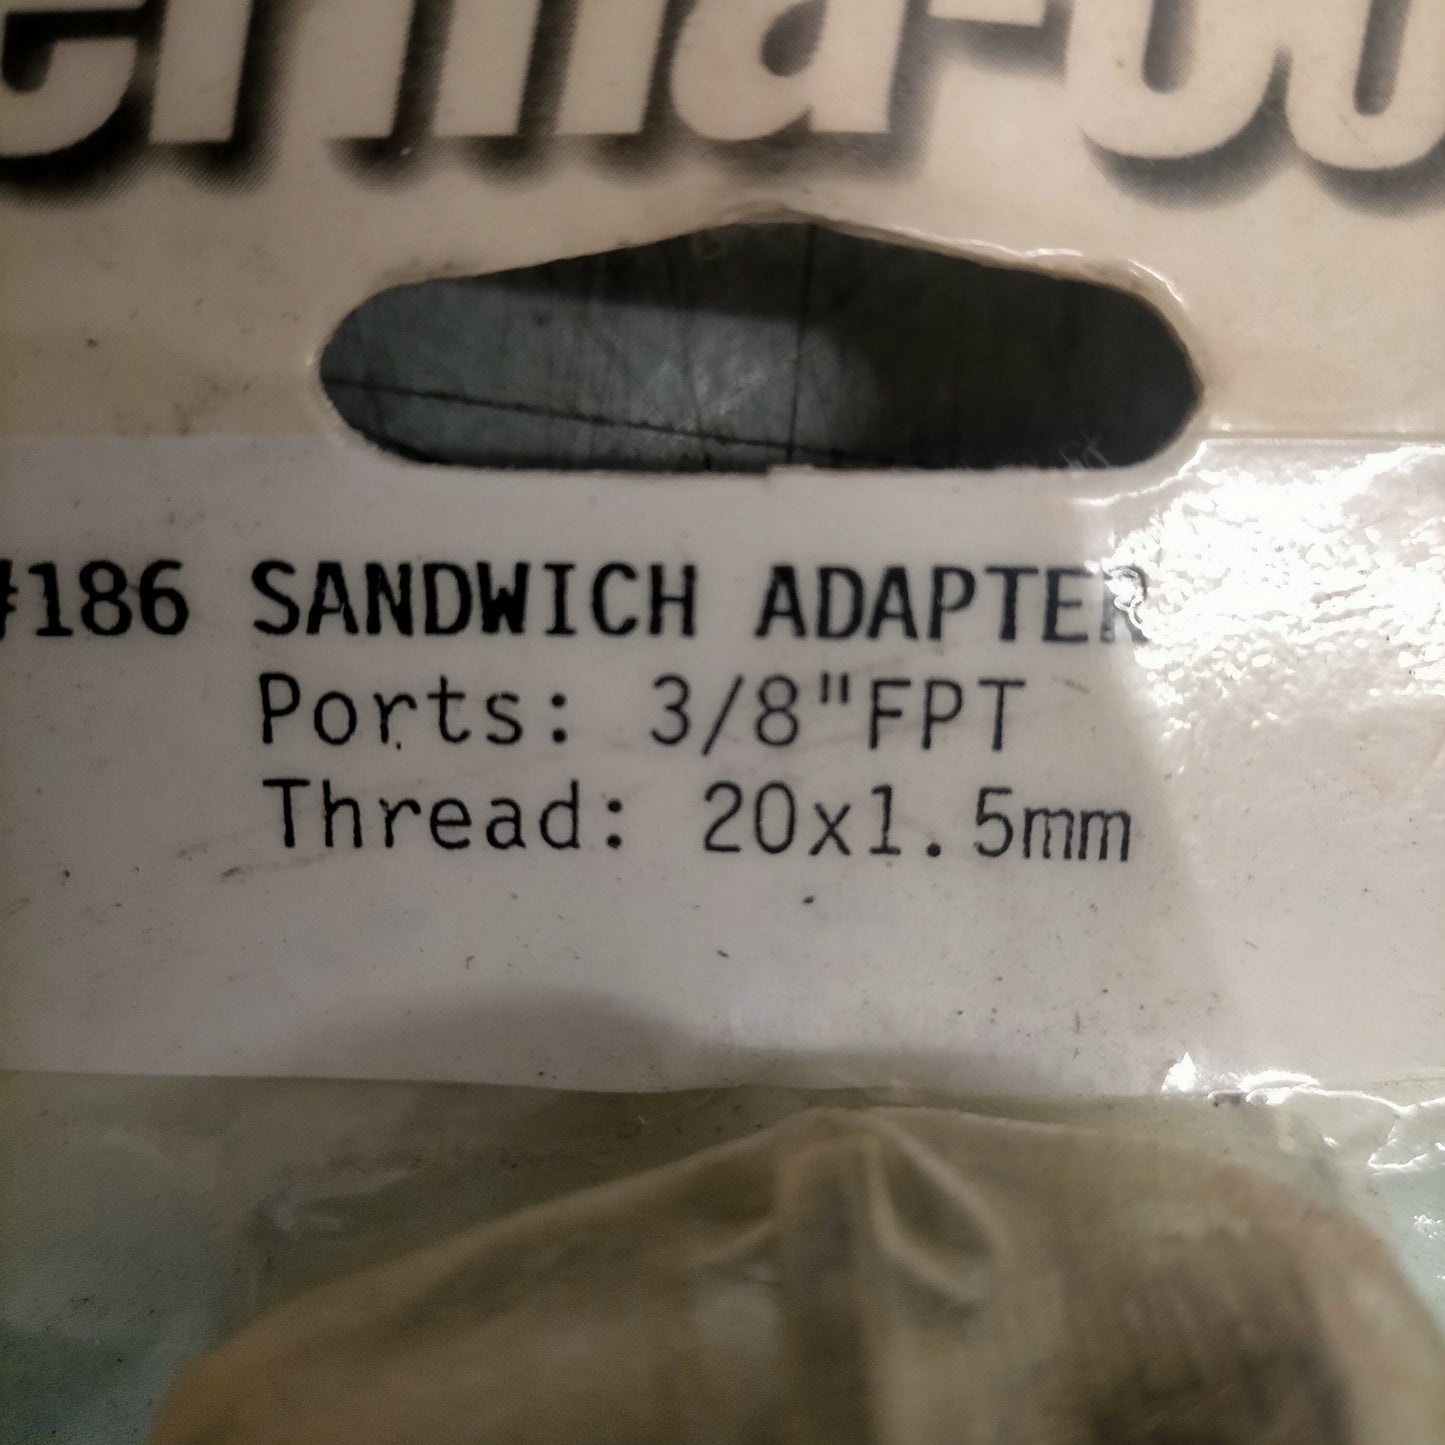 #186 SANDWICH ADAPTER
Ports: 3/8"FPT
Thread: 20x1.5mm